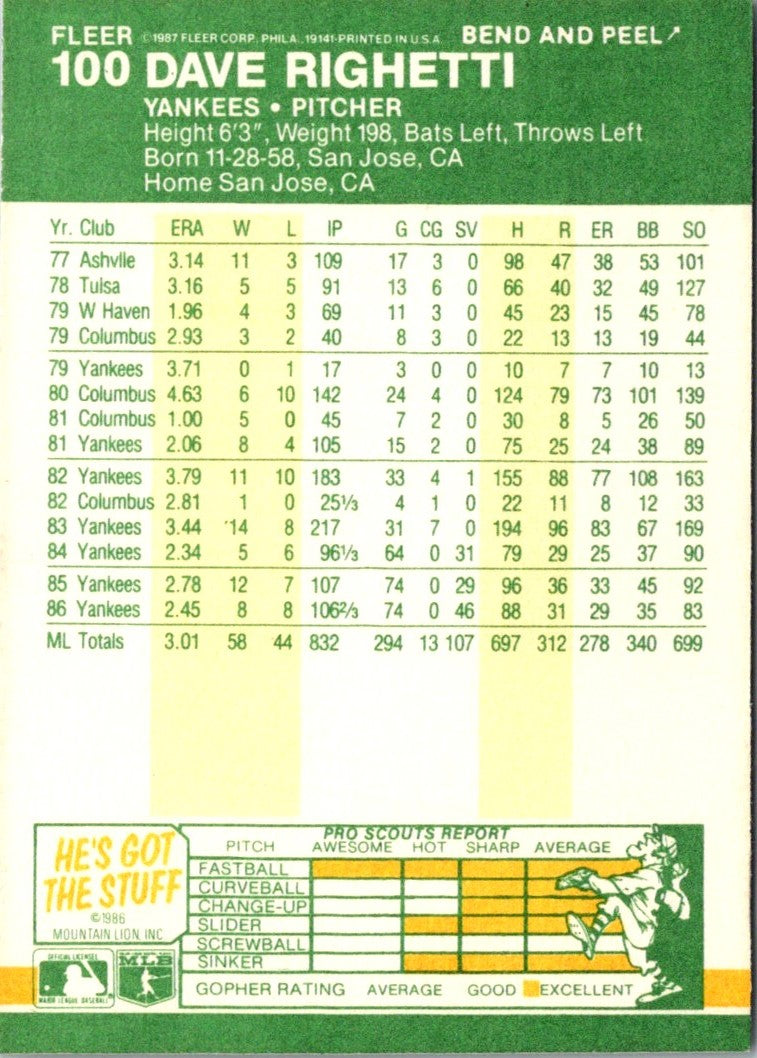 FLEER ©1987 FLEER CORP. PHILA., 19141-PRINTED IN U.S.A. BEND AND PEEL
100 DAVE RIGHETTI
YANKEES • PITCHER
Height 6'3", Weight 198, Bats Left, Throws Left
Born 11-28-58, San Jose, CA
Home San Jose, CA
Yr. Club ERA W L IP G CG SV H R ER BB SO
77 Ashvlle 3.14 11 3 109 17 3 0 98 47 38 53 101
78 Tulsa 3.16 5 5 91 13 6 0 66 40 32 49 127
79 W Haven 1.96 4 3 69 11 3 0 45 23 15 45 78
79 Columbus 2.93 3 2 40 8 3 0 22 13 13 19 44
79 Yankees 3.71 0 1 17 3 0 0 10 7 7 10 13
80 Columbus 4.63 6 10 142 24 4 0 124 79 73 101 139
81 Columbus 1.00 5 0 45 7 2 0 30 8 5 26 50
81 Yankees 2.06 8 4 105 15 2 0 75 25 24 38 89
82 Yankees 3.79 11 10 183 33 4 1 155 88 77 108 163
82 Columbus 2.81 1 0 25⅓ 4 1 0 22 11 8 12 33
83 Yankees 3.44 14 8 217 31 7 0 194 96 83 67 169
84 Yankees 2.34 5 6 96⅓ 64 0 31 79 29 25 37 90
85 Yankees 2.78 12 7 107 74 0 29 96 36 33 45 92
86 Yankees 2.45 8 8 106⅔ 74 0 46 88 31 29 35 83
ML Totals 3.01 58 44 832 294 13 107 697 312 278 340 699
HE'S GOT
THE STUFF
©1986
MOUNTAIN LION, INC
OFFICIAL LICENSEE
MAJOR LEAGUE BASEBALL
MLB
PRO SCOUTS REPORT
PITCH AWESOME HOT SHARP AVERAGE
FASTBALL
CURVEBALL
CHANGE-UP
SLIDER
SCREWBALL
SINKER
GOPHER RATING AVERAGE GOOD EXCELLENT